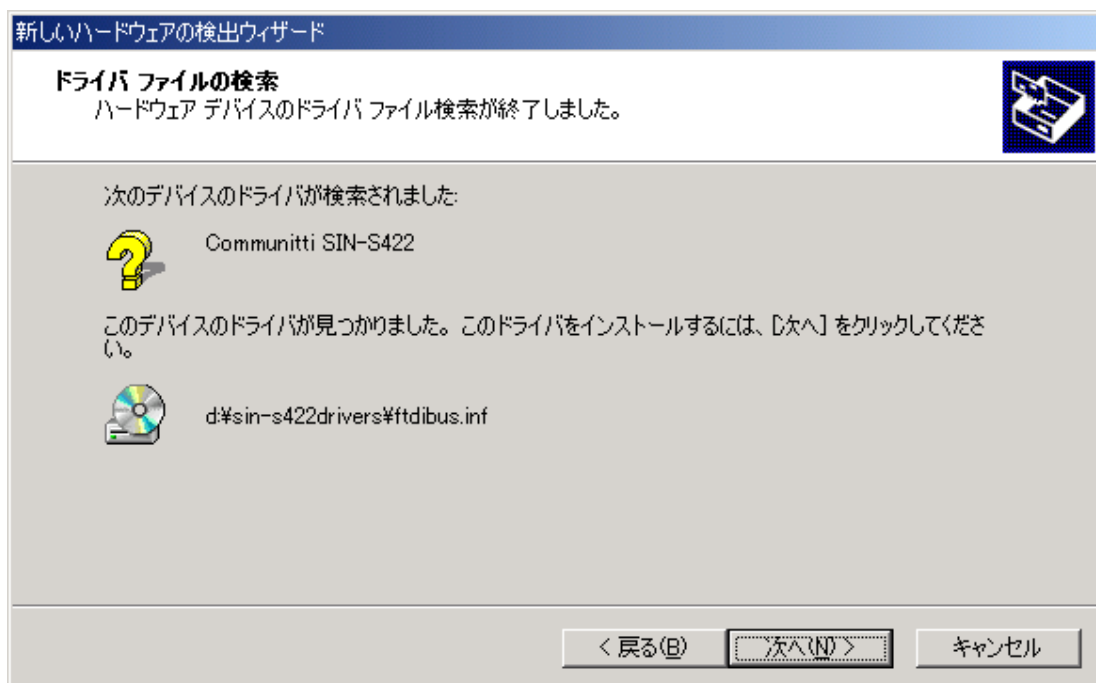 新しいハードウェアの検出ウィザード
ドライバ ファイルの検索
ハードウェア デバイスのドライバ ファイル検索が終了しました。
次のデバイスのドライバが検索されました:
Communitti SIN-S422
このデバイスのドライバが見つかりました。このドライバをインストールするには、[次へ] をクリックしてくださ
い。
d:¥sin-s422drivers¥ftdibus.inf
< 戻る(B)
次へ(N) >
キャンセル